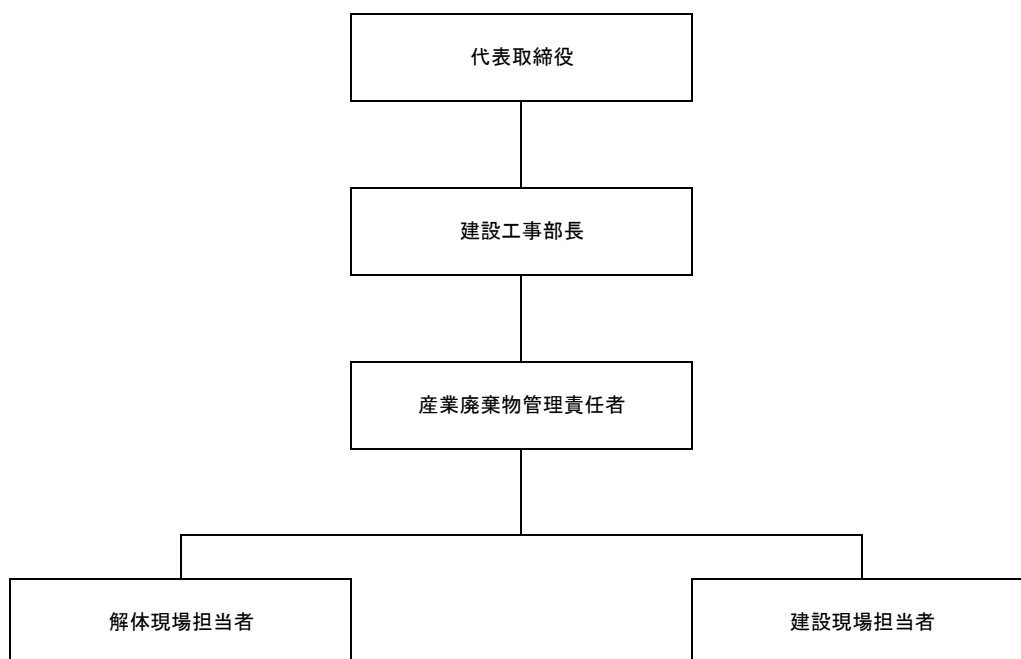 代表取締役
建設工事部長
産業廃棄物管理責任者
解体現場担当者
建設現場担当者